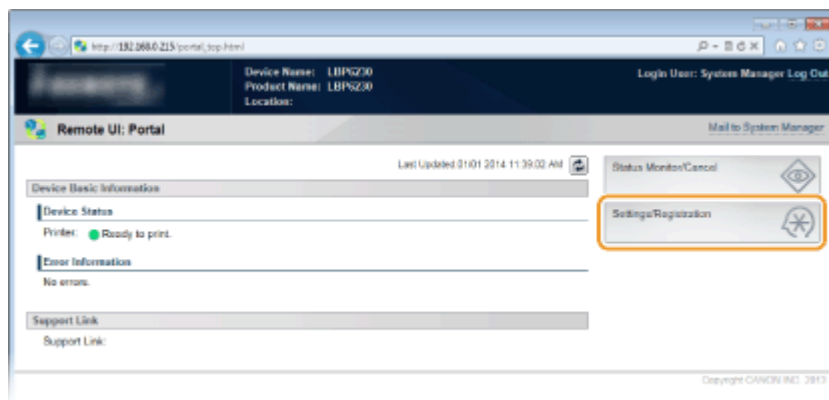 http://192.168.0.215/portal_top.html
Device Name: LBP6230
Product Name: LBP6230
Location:
Login User: System Manager Log Out
Remote UI: Portal
Mail to System Manager
Last Updated 01/01 2014 11:39:02 AM
Device Basic Information
Device Status
Printer: Ready to print.
Error Information
No errors.
Support Link
Support Link:
Status Monitor/Cancel
Settings/Registration
Copyright CANON INC. 2013